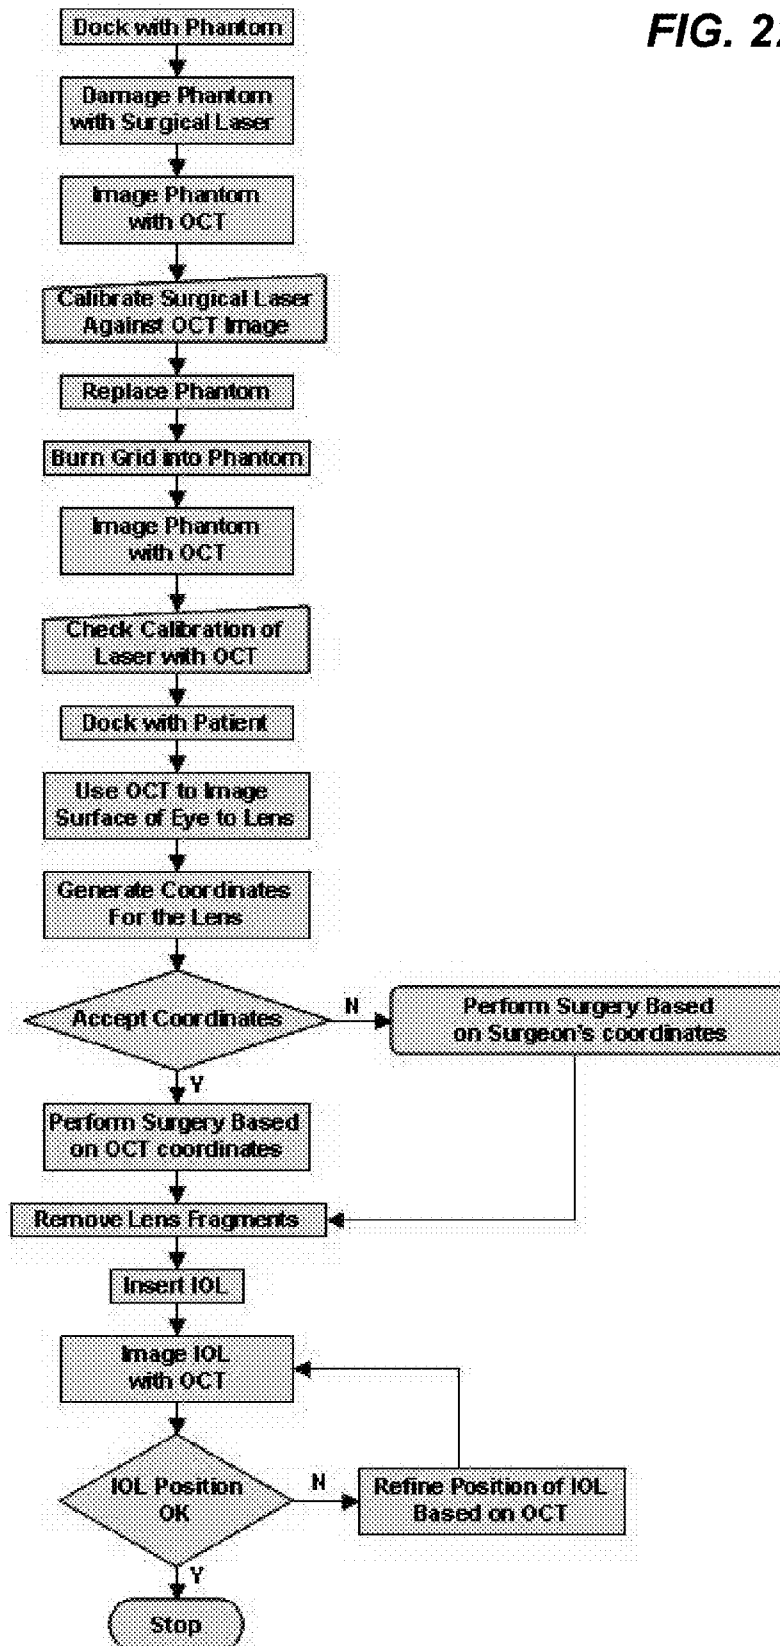 FIG. 2
Dock with Phantom
Damage Phantom
with Surgical Laser
Image Phantom
with OCT
Calibrate Surgical Laser
Against OCT Image
Replace Phantom
Burn Grid into Phantom
Image Phantom
with OCT
Check Calibration of
Laser with OCT
Dock with Patient
Use OCT to Image
Surface of Eye to Lens
Generate Coordinates
For the Lens
Accept Coordinates
N
Perform Surgery Based
on Surgeon's coordinates
Y
Perform Surgery Based
on OCT coordinates
Remove Lens Fragments
Insert IOL
Image IOL
with OCT
IOL Position
OK
N
Refine Position of IOL
Based on OCT
Y
Stop